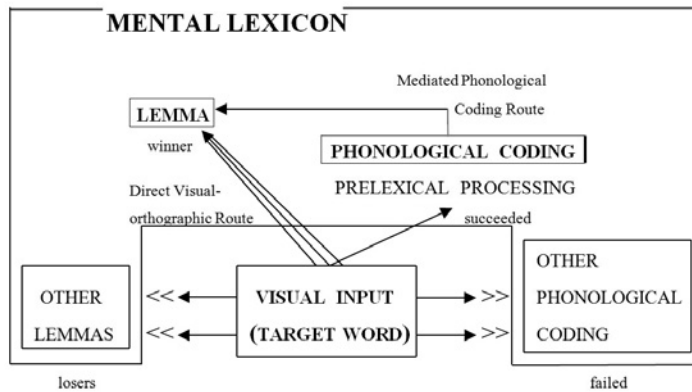 MENTAL LEXICON
Mediated Phonological
Coding Route
LEMMA
winner
PHONOLOGICAL CODING
PRELEXICAL PROCESSING
Direct Visual-
orthographic Route
succeeded
OTHER
LEMMAS
<<
<<
VISUAL INPUT
(TARGET WORD)
>>
>>
OTHER
PHONOLOGICAL
CODING
losers
failed